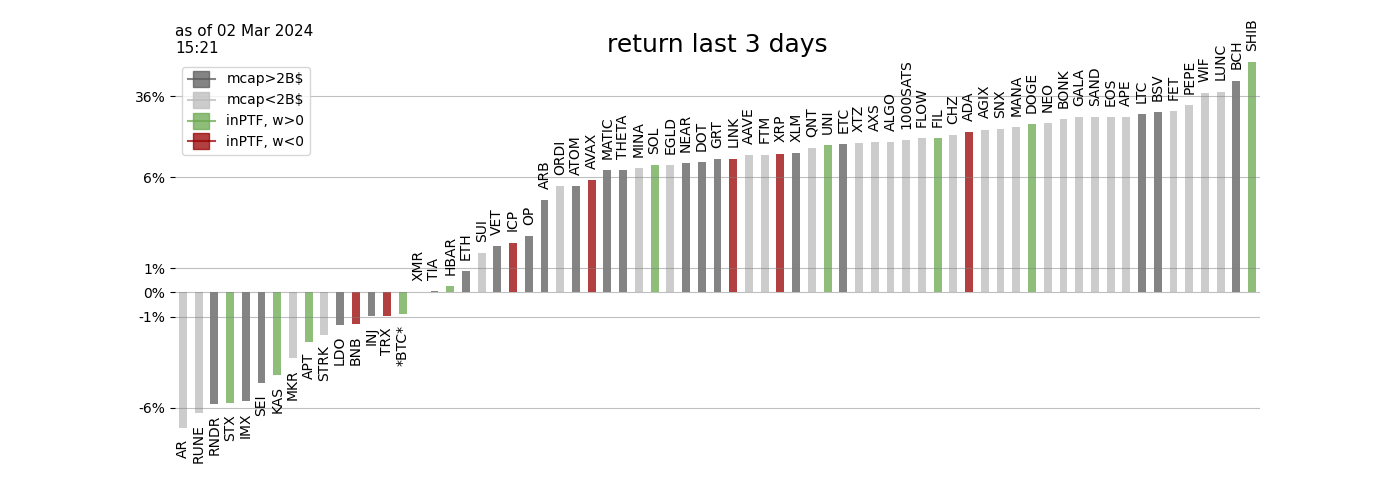 as of 02 Mar 2024
15:21
return last 3 days
mcap>2B$
mcap<2B$
inPTF, w>0
inPTF, w<0
36%
6%
1%
0%
-1%
-6%
AR
RUNE
RNDR
STX
IMX
SEI
KAS
MKR
APT
STRK
LDO
BNB
INJ
TRX
*BTC*
XMR
TIA
HBAR
ETH
SUI
VET
ICP
OP
ARB
ORDI
ATOM
AVAX
MATIC
THETA
MINA
SOL
EGLD
NEAR
DOT
GRT
LINK
AAVE
FTM
XRP
XLM
QNT
UNI
ETC
XTZ
AXS
ALGO
1000SATS
FLOW
FIL
CHZ
ADA
AGIX
SNX
MANA
DOGE
NEO
BONK
GALA
SAND
EOS
APE
LTC
BSV
FET
PEPE
WIF
LUNC
BCH
SHIB